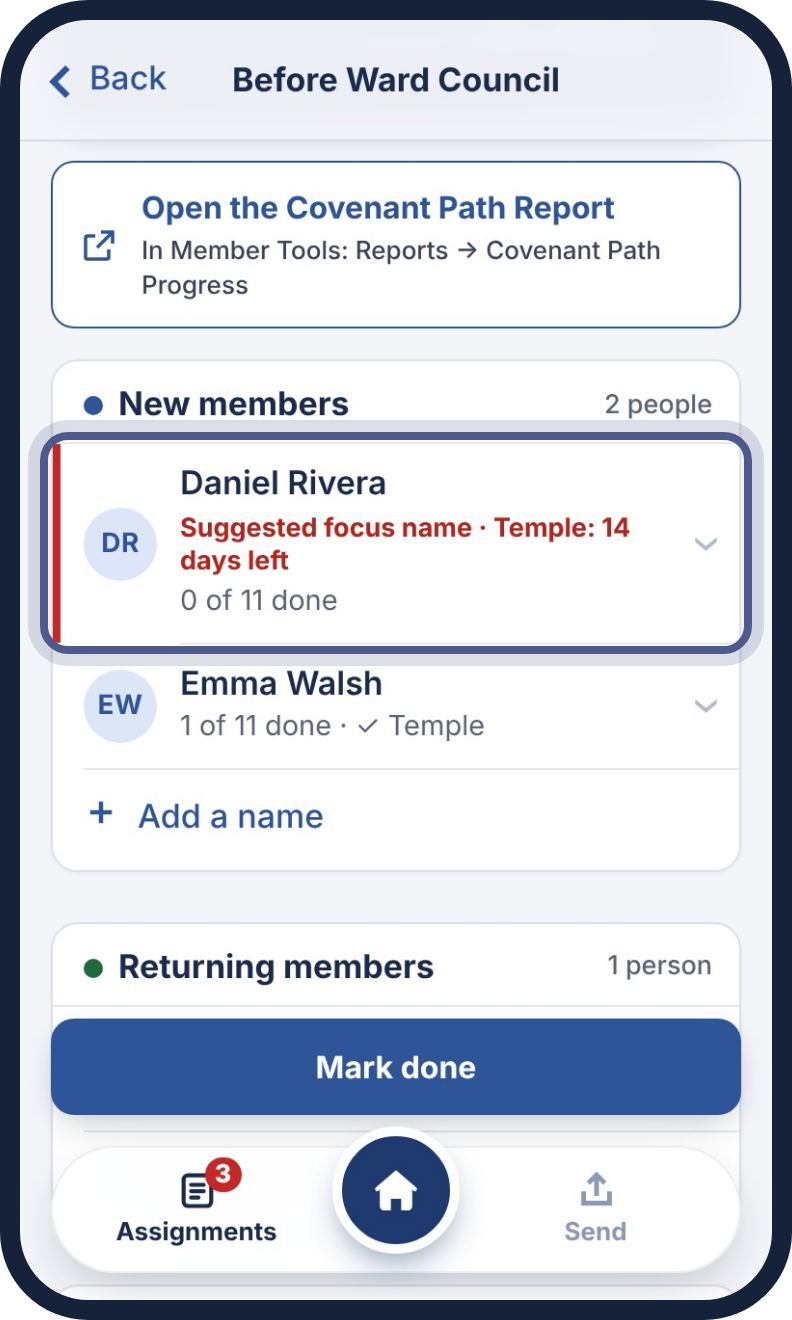 Back
Before Ward Council
Open the Covenant Path Report
In Member Tools: Reports → Covenant Path
Progress
New members
2 people
Daniel Rivera
DR
Suggested focus name · Temple: 14
days left
0 of 11 done
Emma Walsh
EW
1 of 11 done · ✓ Temple
+ Add a name
Returning members
1 person
Mark done
3
Assignments
Send